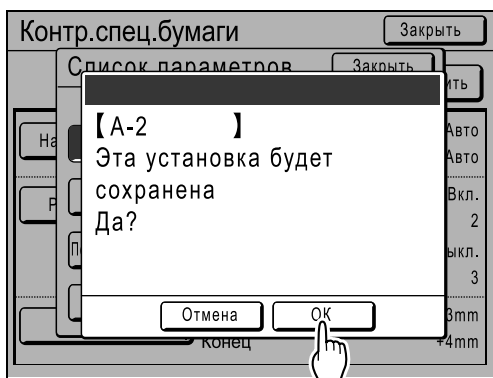 Контр.спец.бумаги
Закрыть
Список параметров
Закрыть
ить
На
Авто
Авто
【A-2 】
Эта установка будет
сохранена
Да?
Р
Вкл.
2
П
ыкл.
3
Отмена
OK
3mm
Конец
+4mm